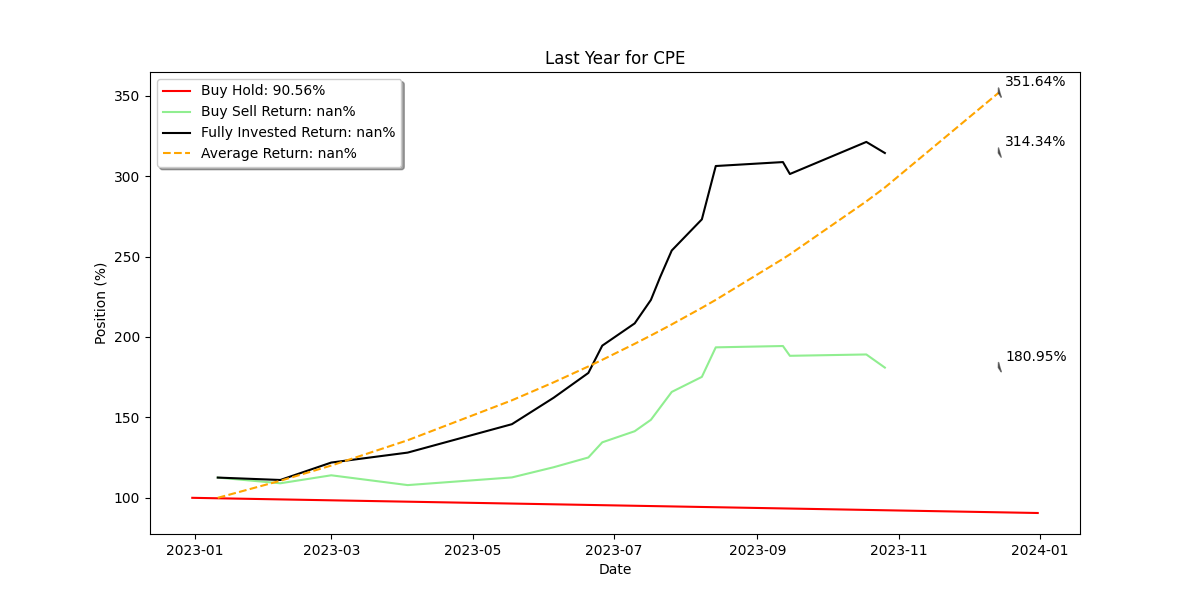 Last Year for CPE
Buy Hold: 90.56%
Buy Sell Return: nan%
Fully Invested Return: nan%
Average Return: nan%
351.64%
314.34%
180.95%
Position (%)
350
300
250
200
150
100
2023-01 2023-03 2023-05 2023-07 2023-09 2023-11 2024-01
Date